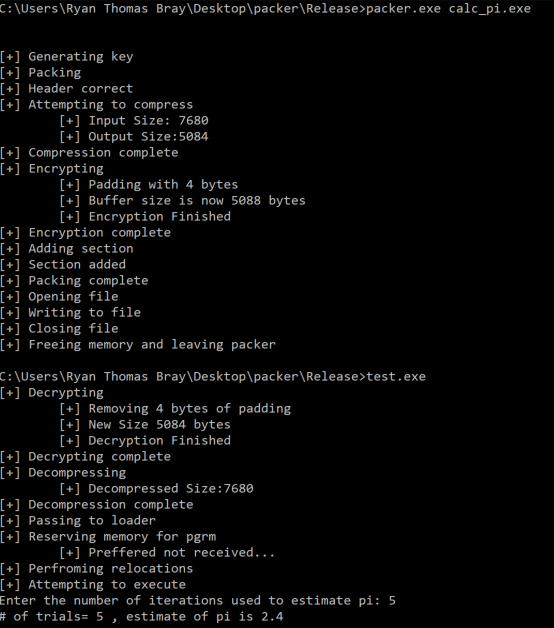 C:\Users\Ryan Thomas Bray\Desktop\packer\Release>packer.exe calc_pi.exe
[+] Generating key
[+] Packing
[+] Header correct
[+] Attempting to compress
[+] Input Size: 7680
[+] Output Size:5084
[+] Compression complete
[+] Encrypting
[+] Padding with 4 bytes
[+] Buffer size is now 5088 bytes
[+] Encryption Finished
[+] Encryption complete
[+] Adding section
[+] Section added
[+] Packing complete
[+] Opening file
[+] Writing to file
[+] Closing file
[+] Freeing memory and leaving packer
C:\Users\Ryan Thomas Bray\Desktop\packer\Release>test.exe
[+] Decrypting
[+] Removing 4 bytes of padding
[+] New Size 5084 bytes
[+] Decryption Finished
[+] Decrypting complete
[+] Decompressing
[+] Decompressed Size:7680
[+] Decompression complete
[+] Passing to loader
[+] Reserving memory for pgrm
[+] Preffered not received...
[+] Perfroming relocations
[+] Attempting to execute
Enter the number of iterations used to estimate pi: 5
# of trials= 5 , estimate of pi is 2.4